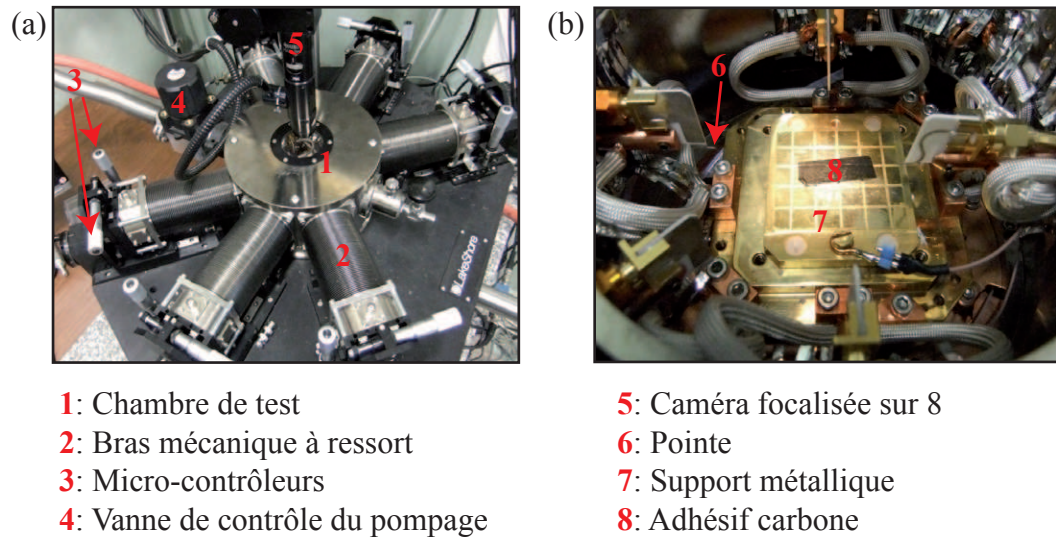 (a)
5
3
4
1
2
LakeShore
(b)
6
8
7
1: Chambre de test
2: Bras mécanique à ressort
3: Micro-contrôleurs
4: Vanne de contrôle du pompage
5: Caméra focalisée sur 8
6: Pointe
7: Support métallique
8: Adhésif carbone